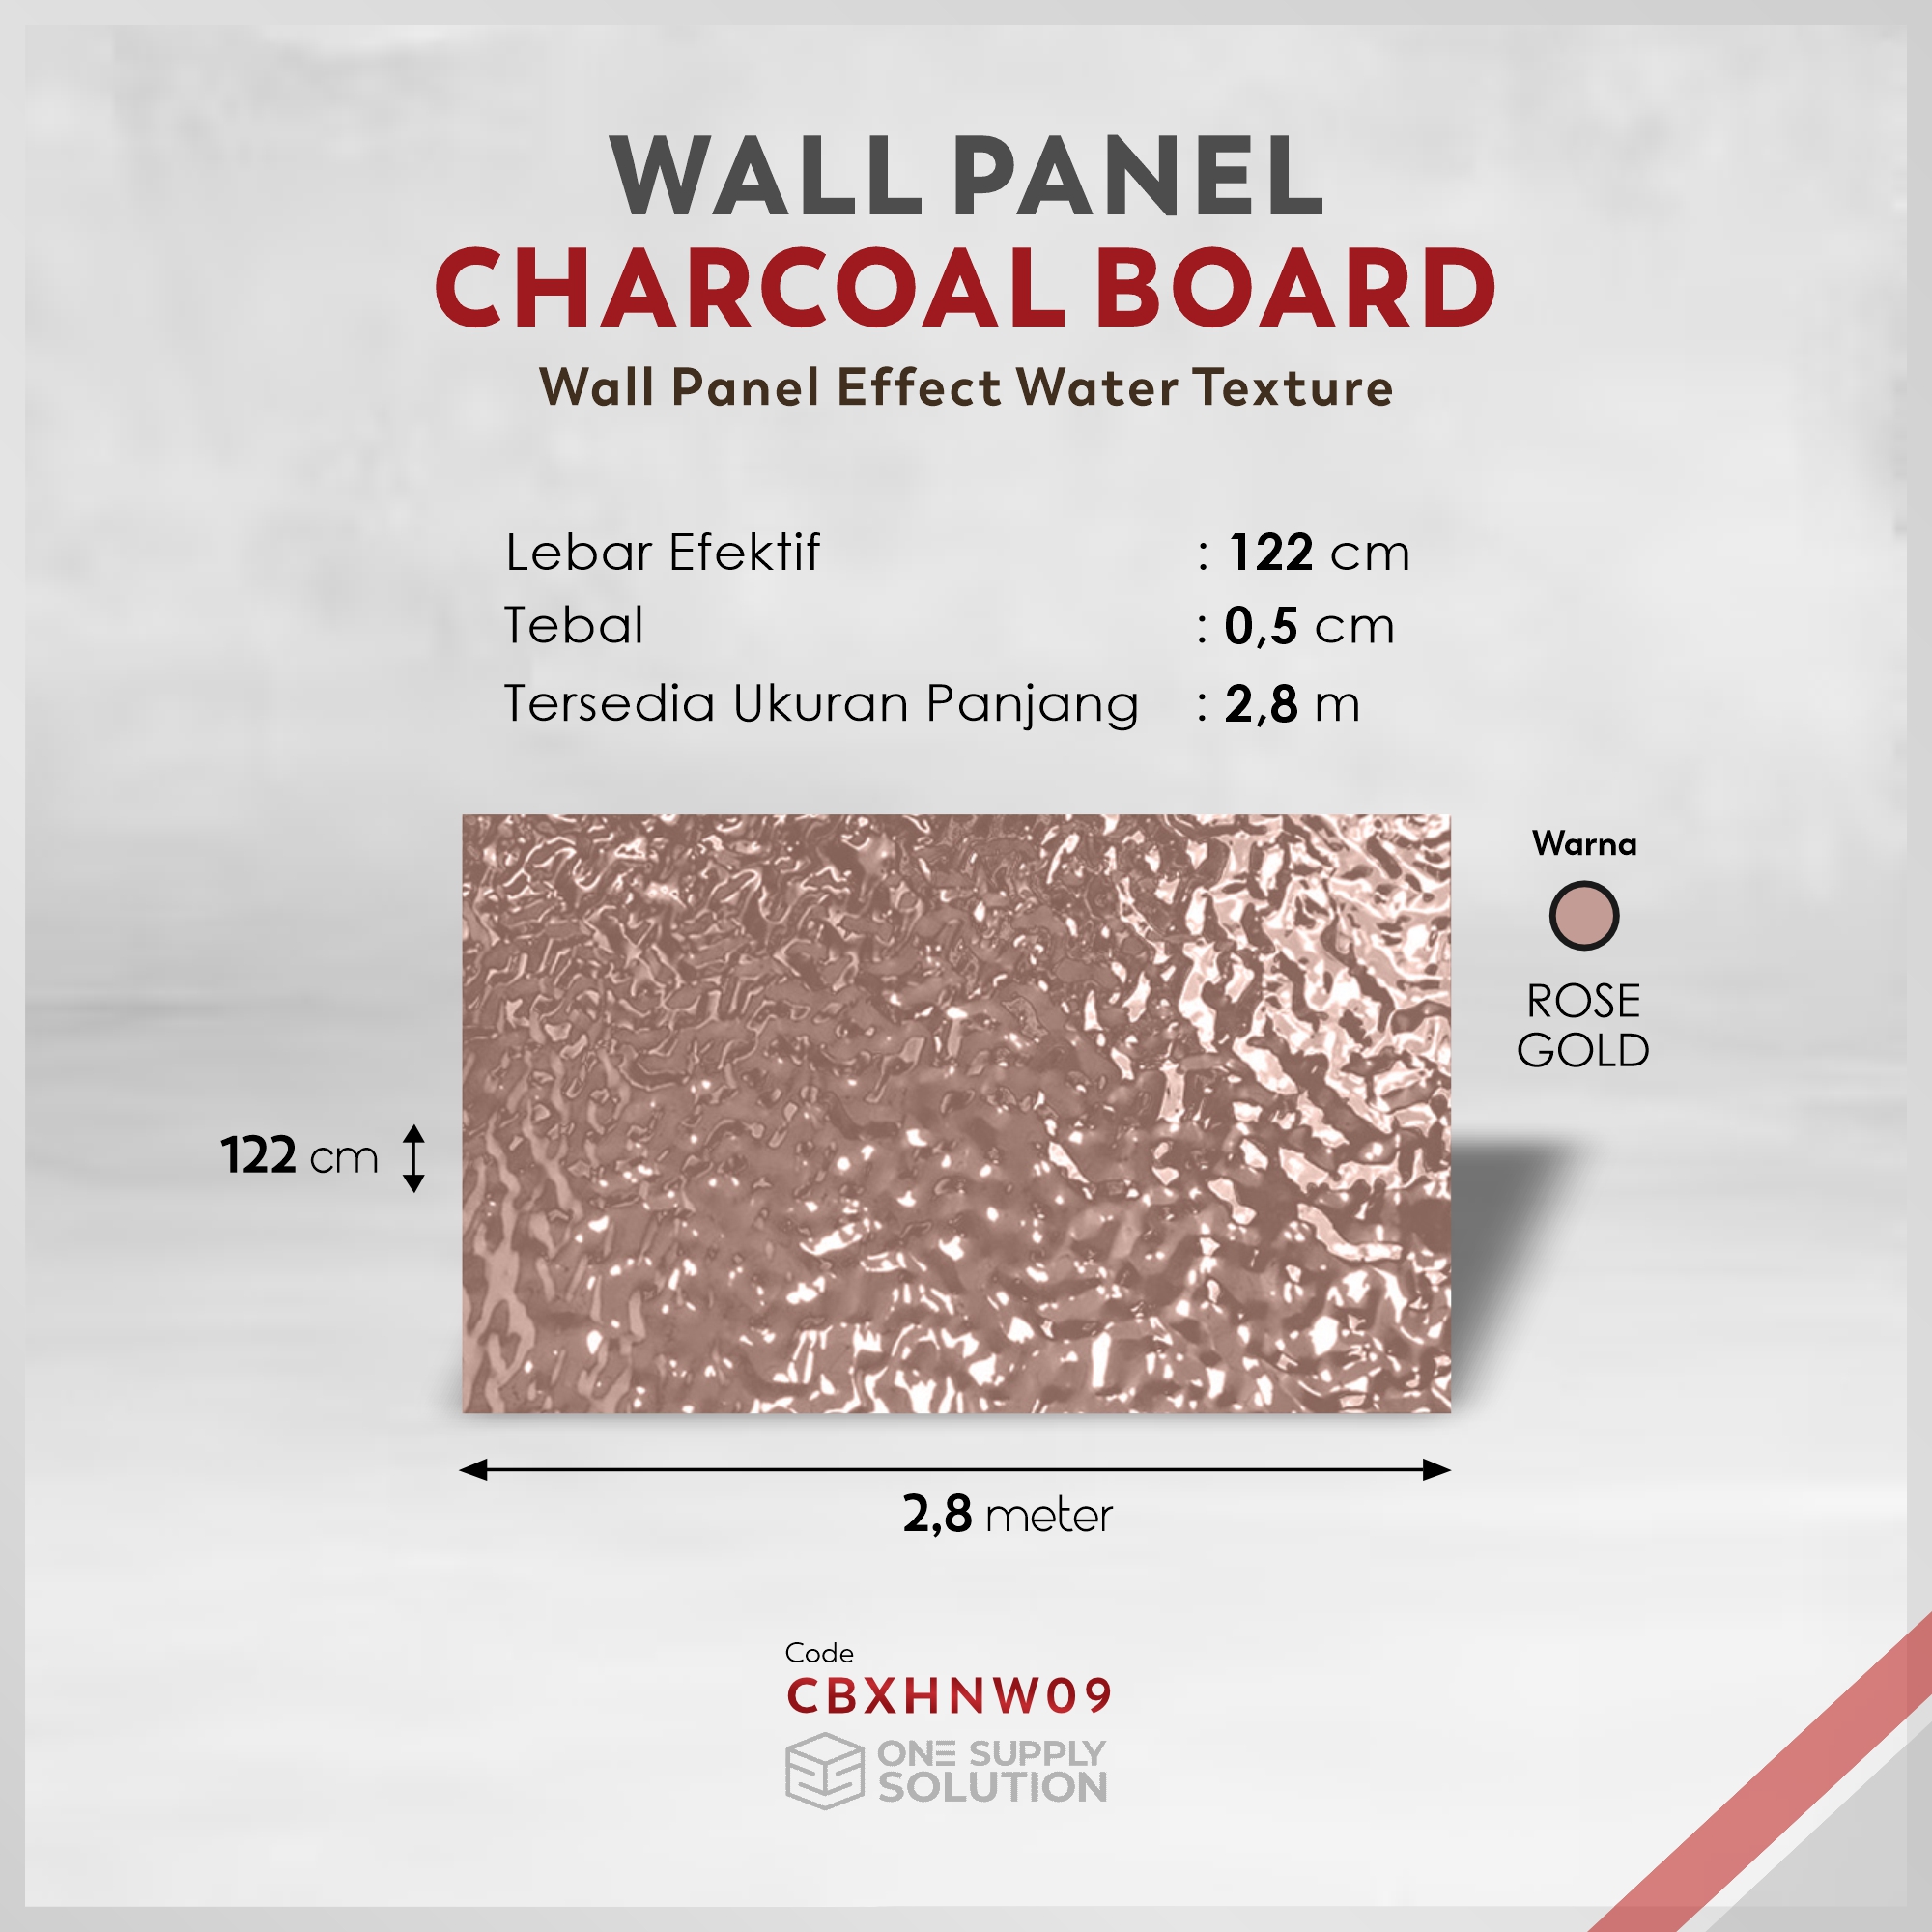 WALL PANEL
CHARCOAL BOARD
Wall Panel Effect Water Texture
Lebar Efektif : 122 cm
Tebal : 0,5 cm
Tersedia Ukuran Panjang : 2,8 m
Warna
ROSE
GOLD
122 cm
2,8 meter
Code
CBXHNW09
ONE SUPPLY
SOLUTION